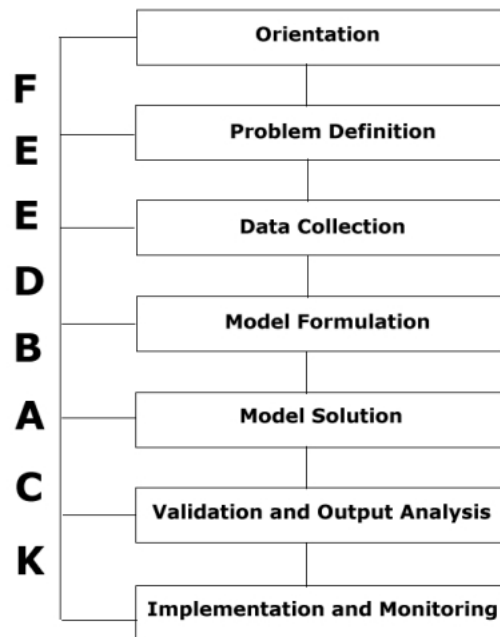 Orientation
Problem Definition
Data Collection
Model Formulation
Model Solution
Validation and Output Analysis
Implementation and Monitoring
F
E
E
D
B
A
C
K